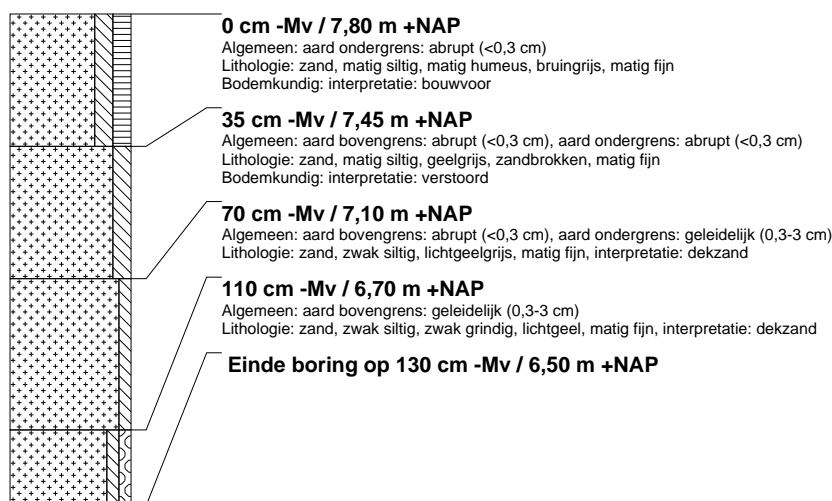 0 cm -Mv / 7,80 m +NAP
Algemeen: aard ondergrens: abrupt (<0,3 cm)
Lithologie: zand, matig siltig, matig humeus, bruingrijs, matig fijn
Bodemkundig: interpretatie: bouwvoor
35 cm -Mv / 7,45 m +NAP
Algemeen: aard bovengrens: abrupt (<0,3 cm), aard ondergrens: abrupt (<0,3 cm)
Lithologie: zand, matig siltig, geelgrijs, zandbrokken, matig fijn
Bodemkundig: interpretatie: verstoord
70 cm -Mv / 7,10 m +NAP
Algemeen: aard bovengrens: abrupt (<0,3 cm), aard ondergrens: geleidelijk (0,3-3 cm)
Lithologie: zand, zwak siltig, lichtgeelgrijs, matig fijn, interpretatie: dekzand
110 cm -Mv / 6,70 m +NAP
Algemeen: aard bovengrens: geleidelijk (0,3-3 cm)
Lithologie: zand, zwak siltig, zwak grindig, lichtgeel, matig fijn, interpretatie: dekzand
Einde boring op 130 cm -Mv / 6,50 m +NAP